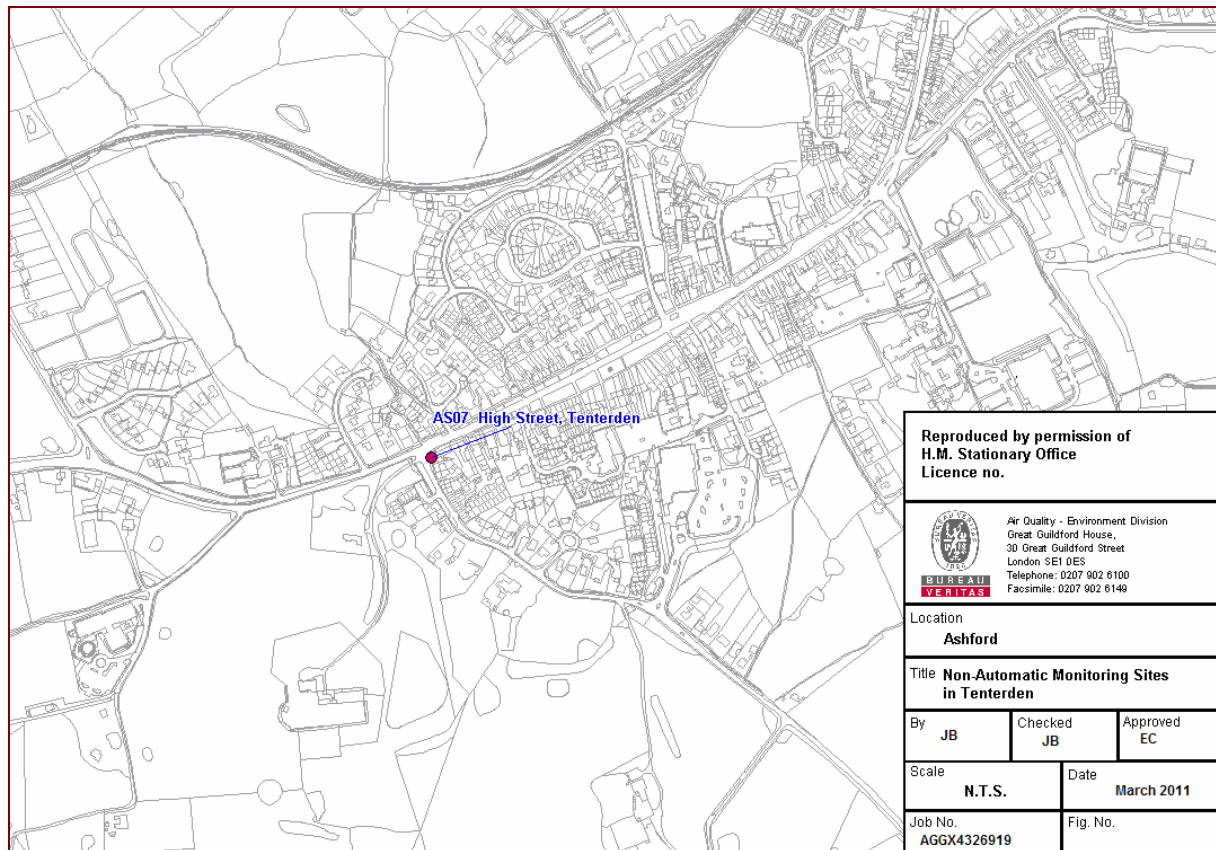 AS07 High Street, Tenterden
Reproduced by permission of
H.M. Stationary Office
Licence no.
Air Quality - Environment Division
Great Guildford House,
30 Great Guildford Street
London SE1 0ES
Telephone: 0207 902 6100
Facsimile: 0207 902 6149
BUREAU
VERITAS
Location
Ashford
Title Non-Automatic Monitoring Sites
in Tenterden
By
JB
Checked
JB
Approved
EC
Scale
N.T.S.
Date
March 2011
Job No.
AGGX4326919
Fig. No.